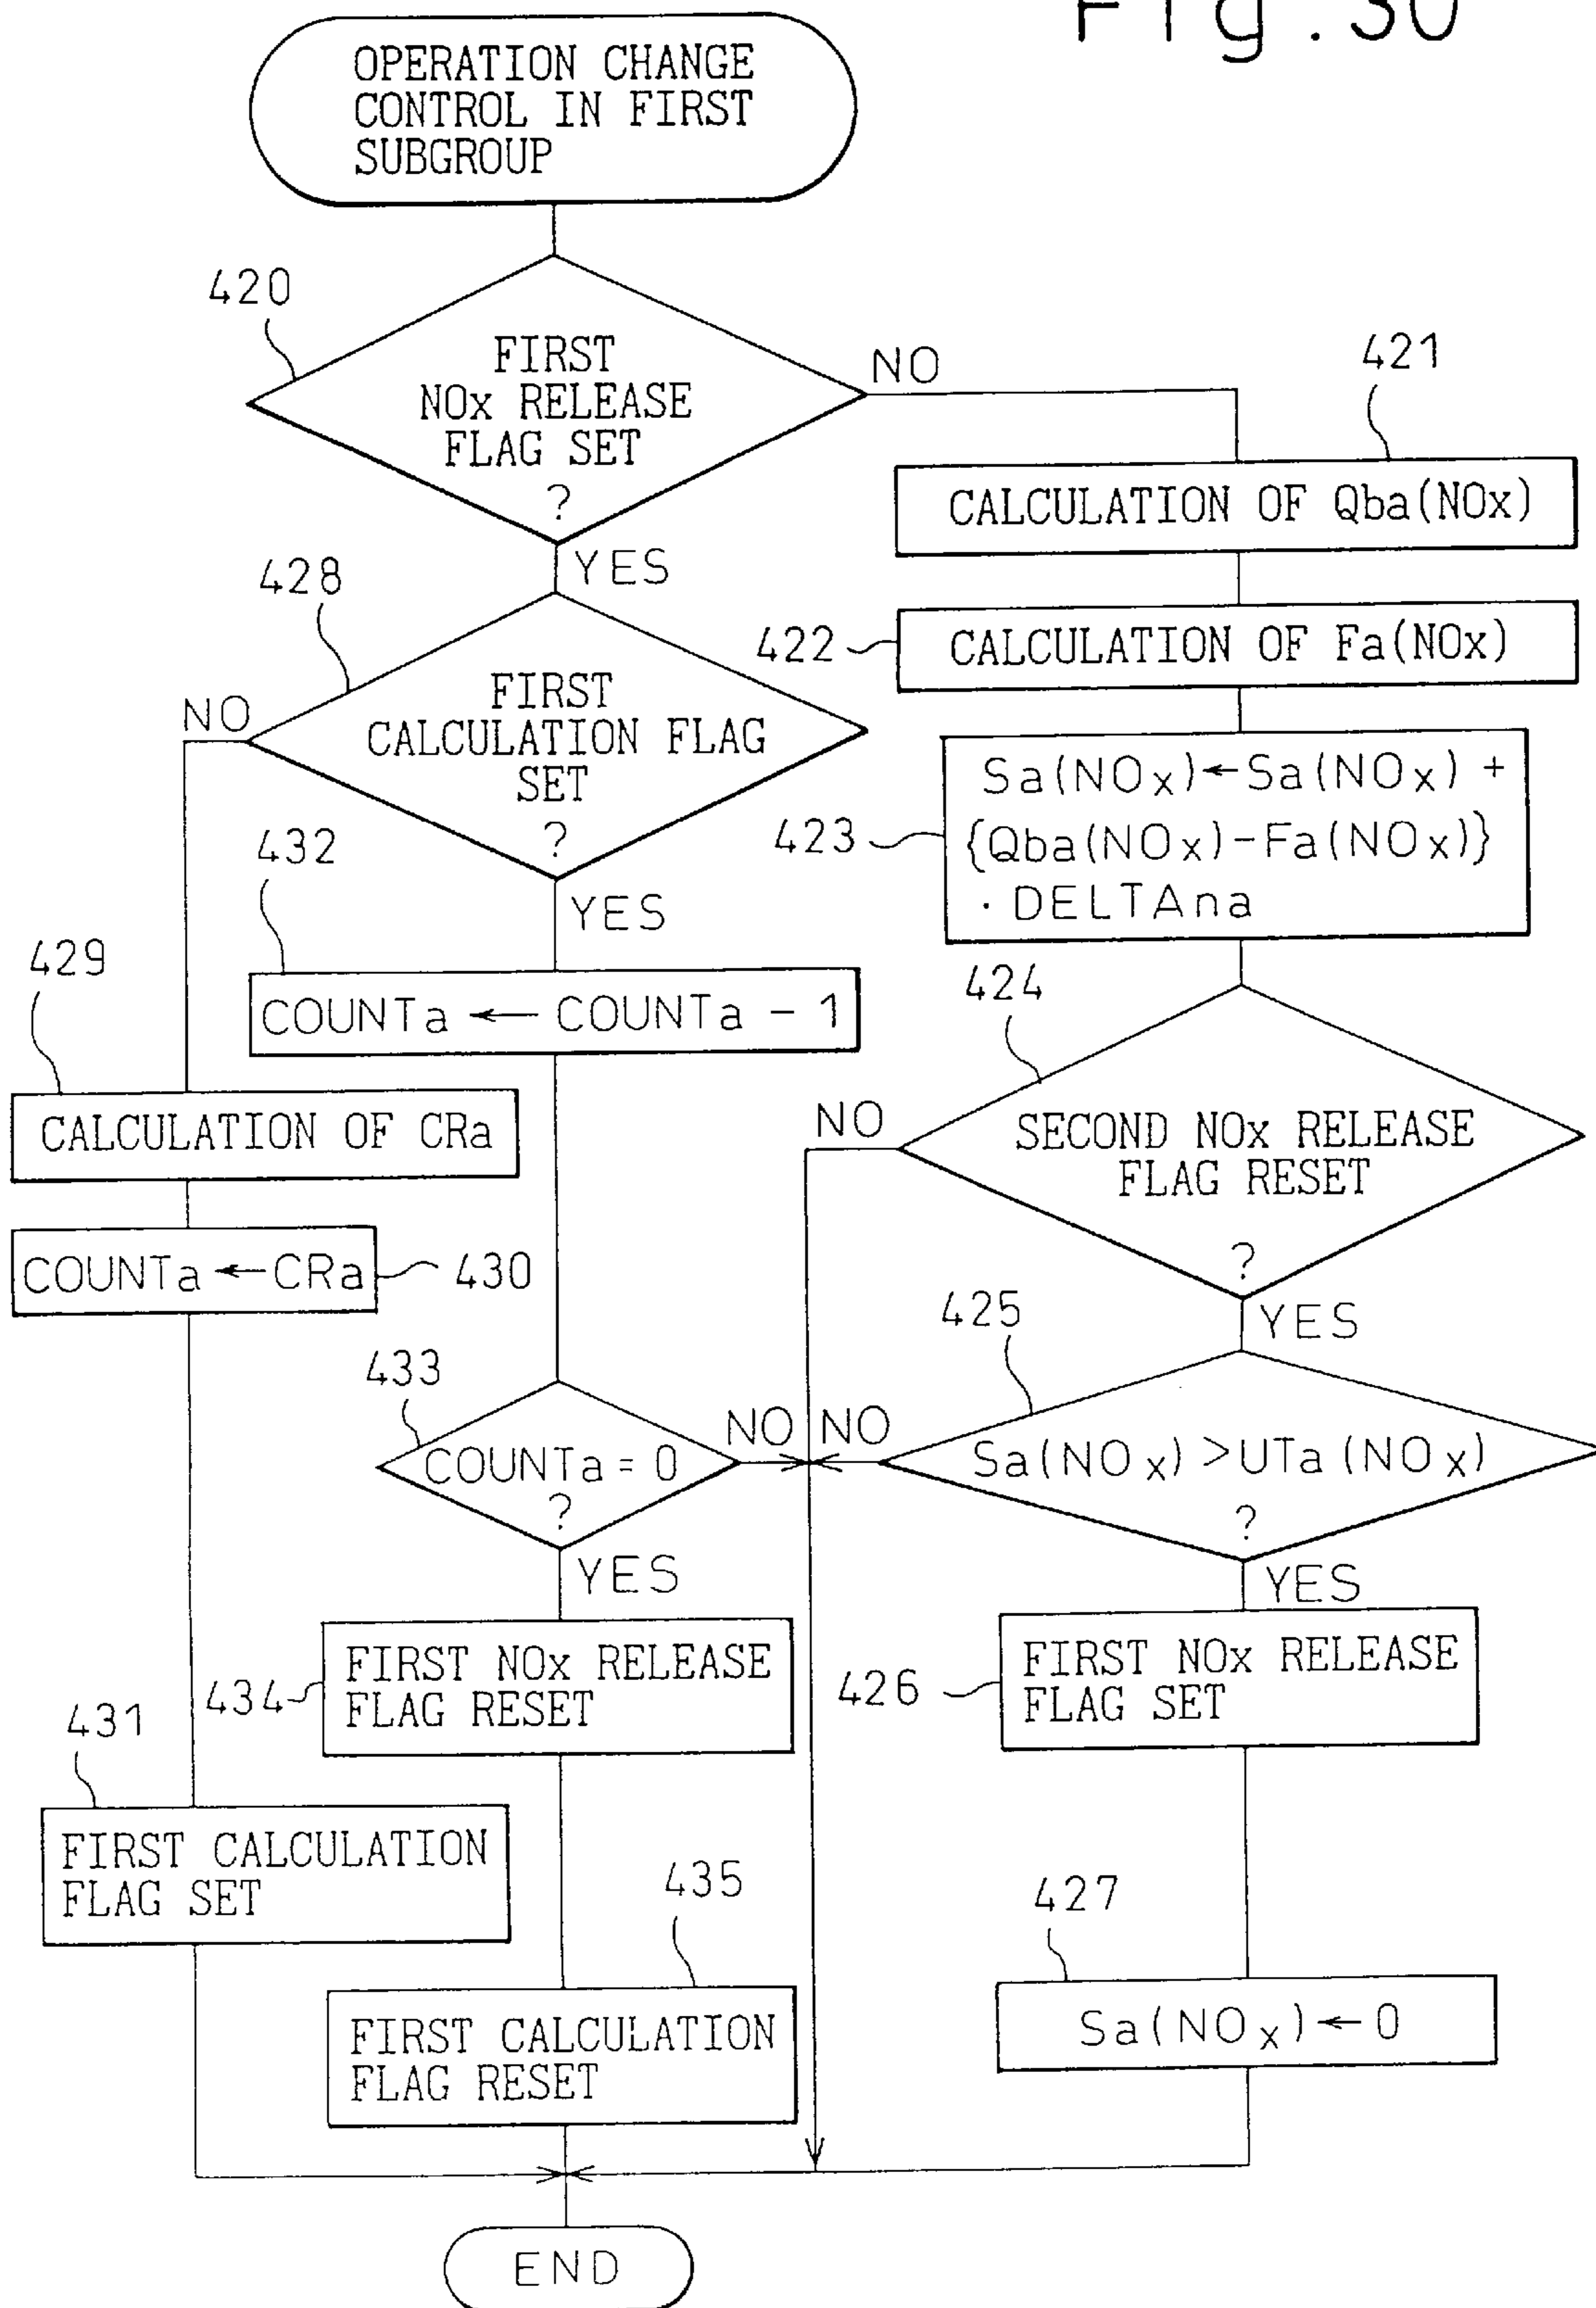 Fig.30
OPERATION CHANGE
CONTROL IN FIRST
SUBGROUP
420
FIRST
NOx RELEASE
FLAG SET
?
NO
YES
421
CALCULATION OF Qba(NOx)
422
CALCULATION OF Fa(NOx)
423
Sa(NOx)←Sa(NOx) +
{Qba(NOx)-Fa(NOx)}
· DELTAna
428
FIRST
CALCULATION FLAG
SET
?
NO
YES
432
COUNTa ← COUNTa - 1
429
CALCULATION OF CRa
COUNTa ← CRa
430
424
SECOND NOx RELEASE
FLAG RESET
?
NO
YES
425
Sa(NOx) >UTa (NOx)
?
NO
YES
433
COUNTa = 0
?
NO
YES
434
FIRST NOx RELEASE
FLAG RESET
426
FIRST NOx RELEASE
FLAG SET
431
FIRST CALCULATION
FLAG SET
435
FIRST CALCULATION
FLAG RESET
427
Sa(NOx)←0
END